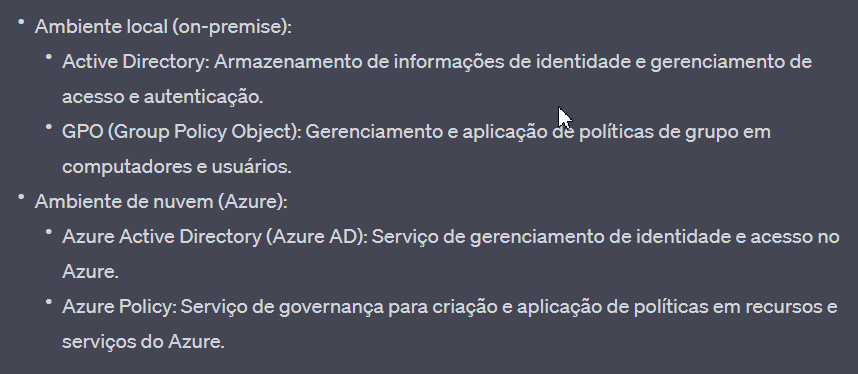 • Ambiente local (on-premise):
• Active Directory: Armazenamento de informações de identidade e gerenciamento de
acesso e autenticação.
• GPO (Group Policy Object): Gerenciamento e aplicação de políticas de grupo em
computadores e usuários.
• Ambiente de nuvem (Azure):
• Azure Active Directory (Azure AD): Serviço de gerenciamento de identidade e acesso no
Azure.
• Azure Policy: Serviço de governança para criação e aplicação de políticas em recursos e
serviços do Azure.